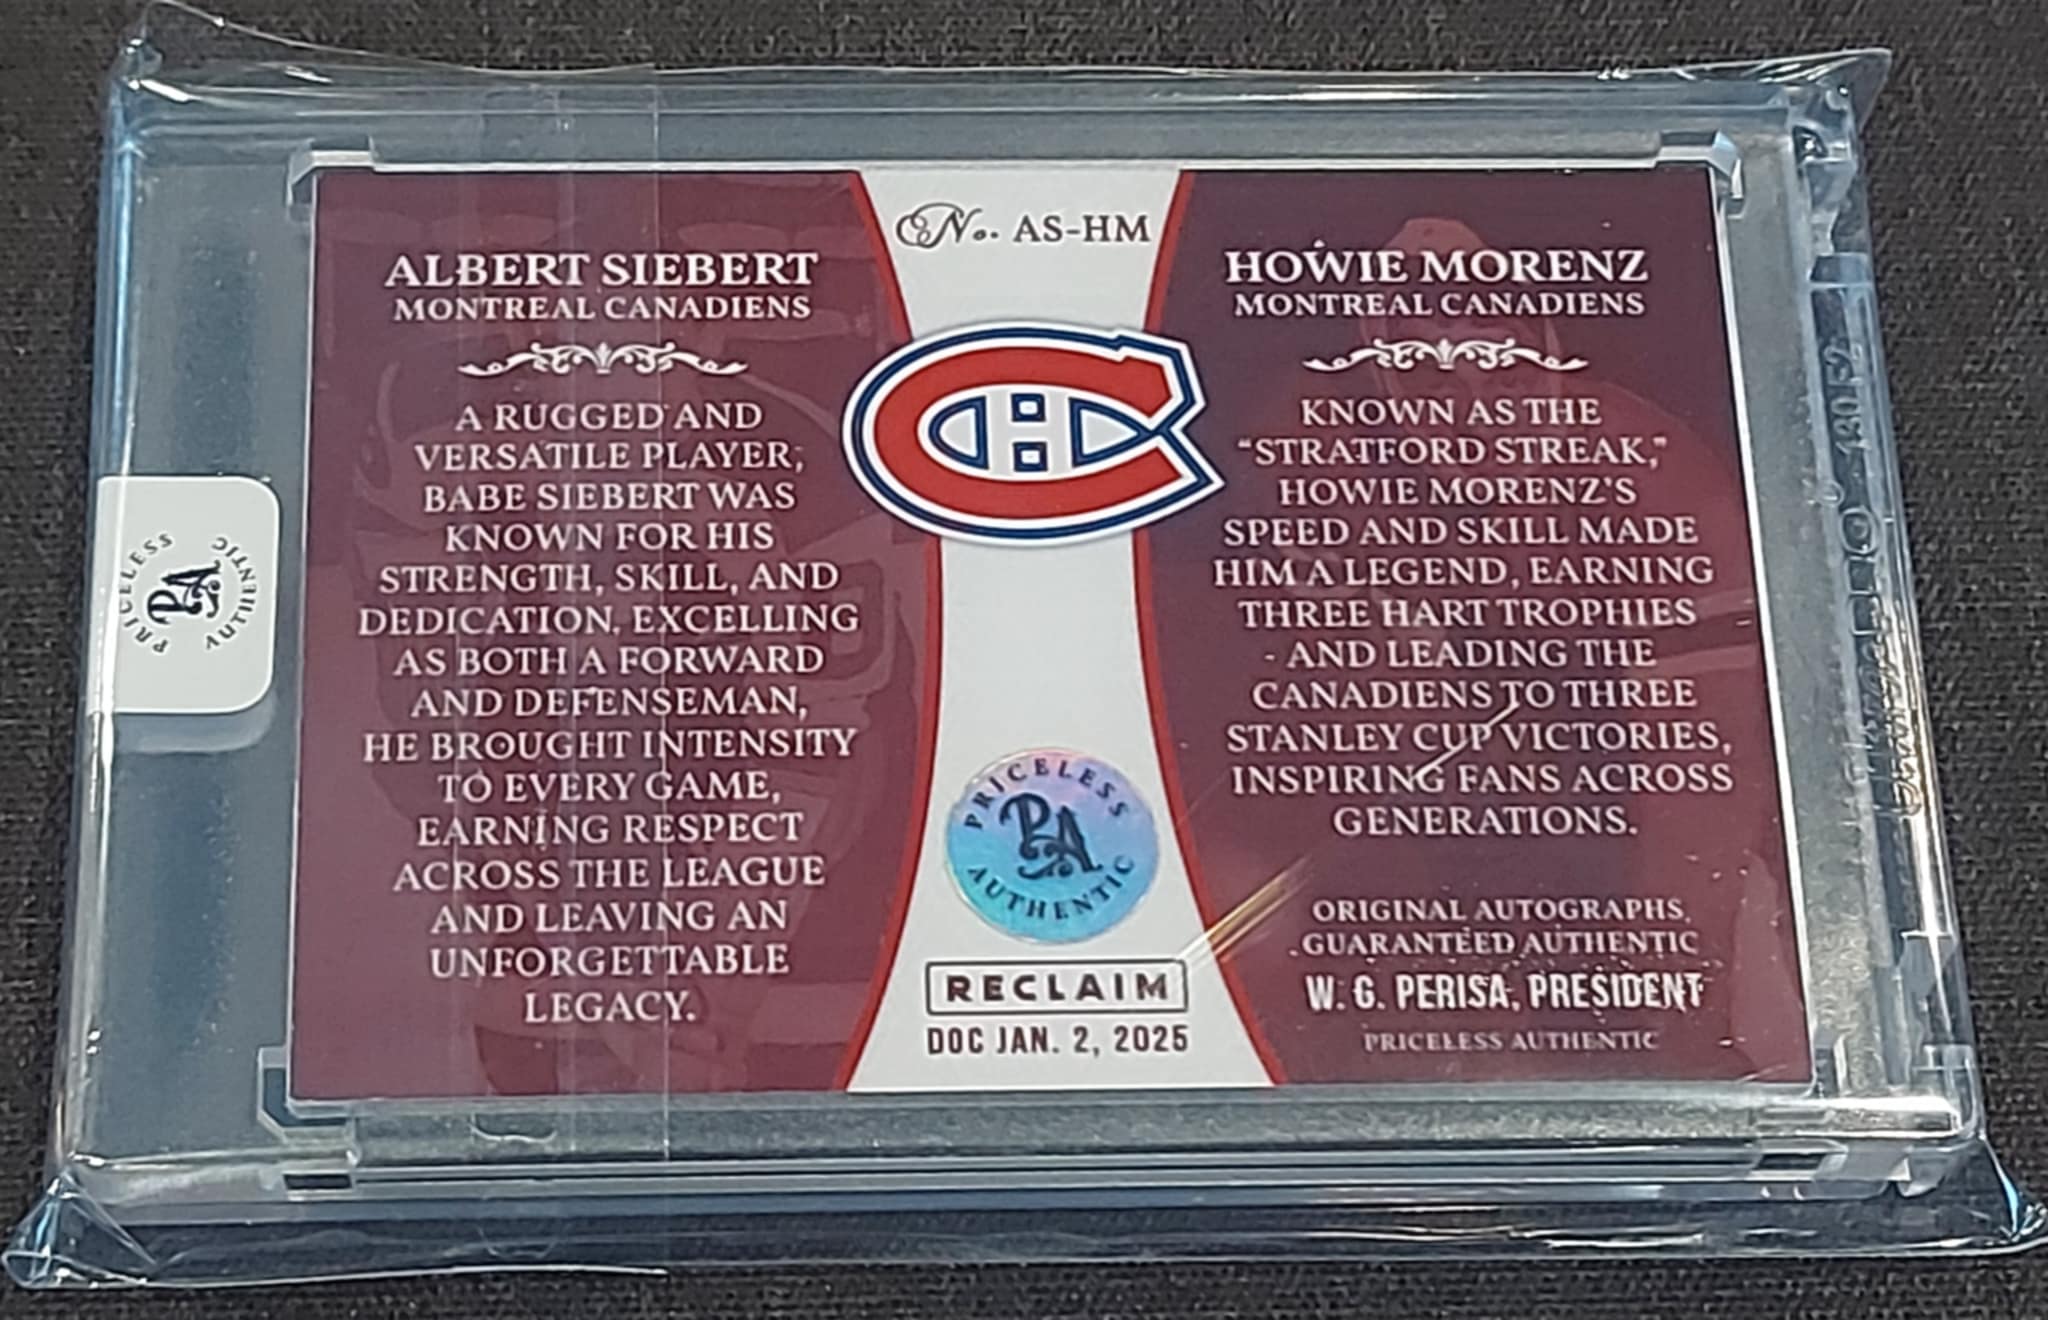 No. AS-HM
ALBERT SIEBERT
MONTREAL CANADIENS
A RUGGED AND
VERSATILE PLAYER,
BABE SIEBERT WAS
KNOWN FOR HIS
STRENGTH, SKILL, AND
DEDICATION, EXCELLING
AS BOTH A FORWARD
AND DEFENSEMAN,
HE BROUGHT INTENSITY
TO EVERY GAME,
EARNING RESPECT
ACROSS THE LEAGUE
AND LEAVING AN
UNFORGETTABLE
LEGACY.
HOWIE MORENZ
MONTREAL CANADIENS
KNOWN AS THE
“STRATFORD STREAK,”
HOWIE MORENZ'S
SPEED AND SKILL MADE
HIM A LEGEND, EARNING
THREE HART TROPHIES
- AND LEADING THE
CANADIENS TO THREE
STANLEY CUP VICTORIES,
INSPIRING FANS ACROSS
GENERATIONS.
ORIGINAL AUTOGRAPHS,
GUARANTEED AUTHENTIC
W. G. PERISA, PRESIDENT
PRICELESS AUTHENTIC
CH
PRICELESS
PA
AUTHENTIC
RECLAIM
DOC JAN. 2, 2025
PRICELESS
PA
AUTHENTIC